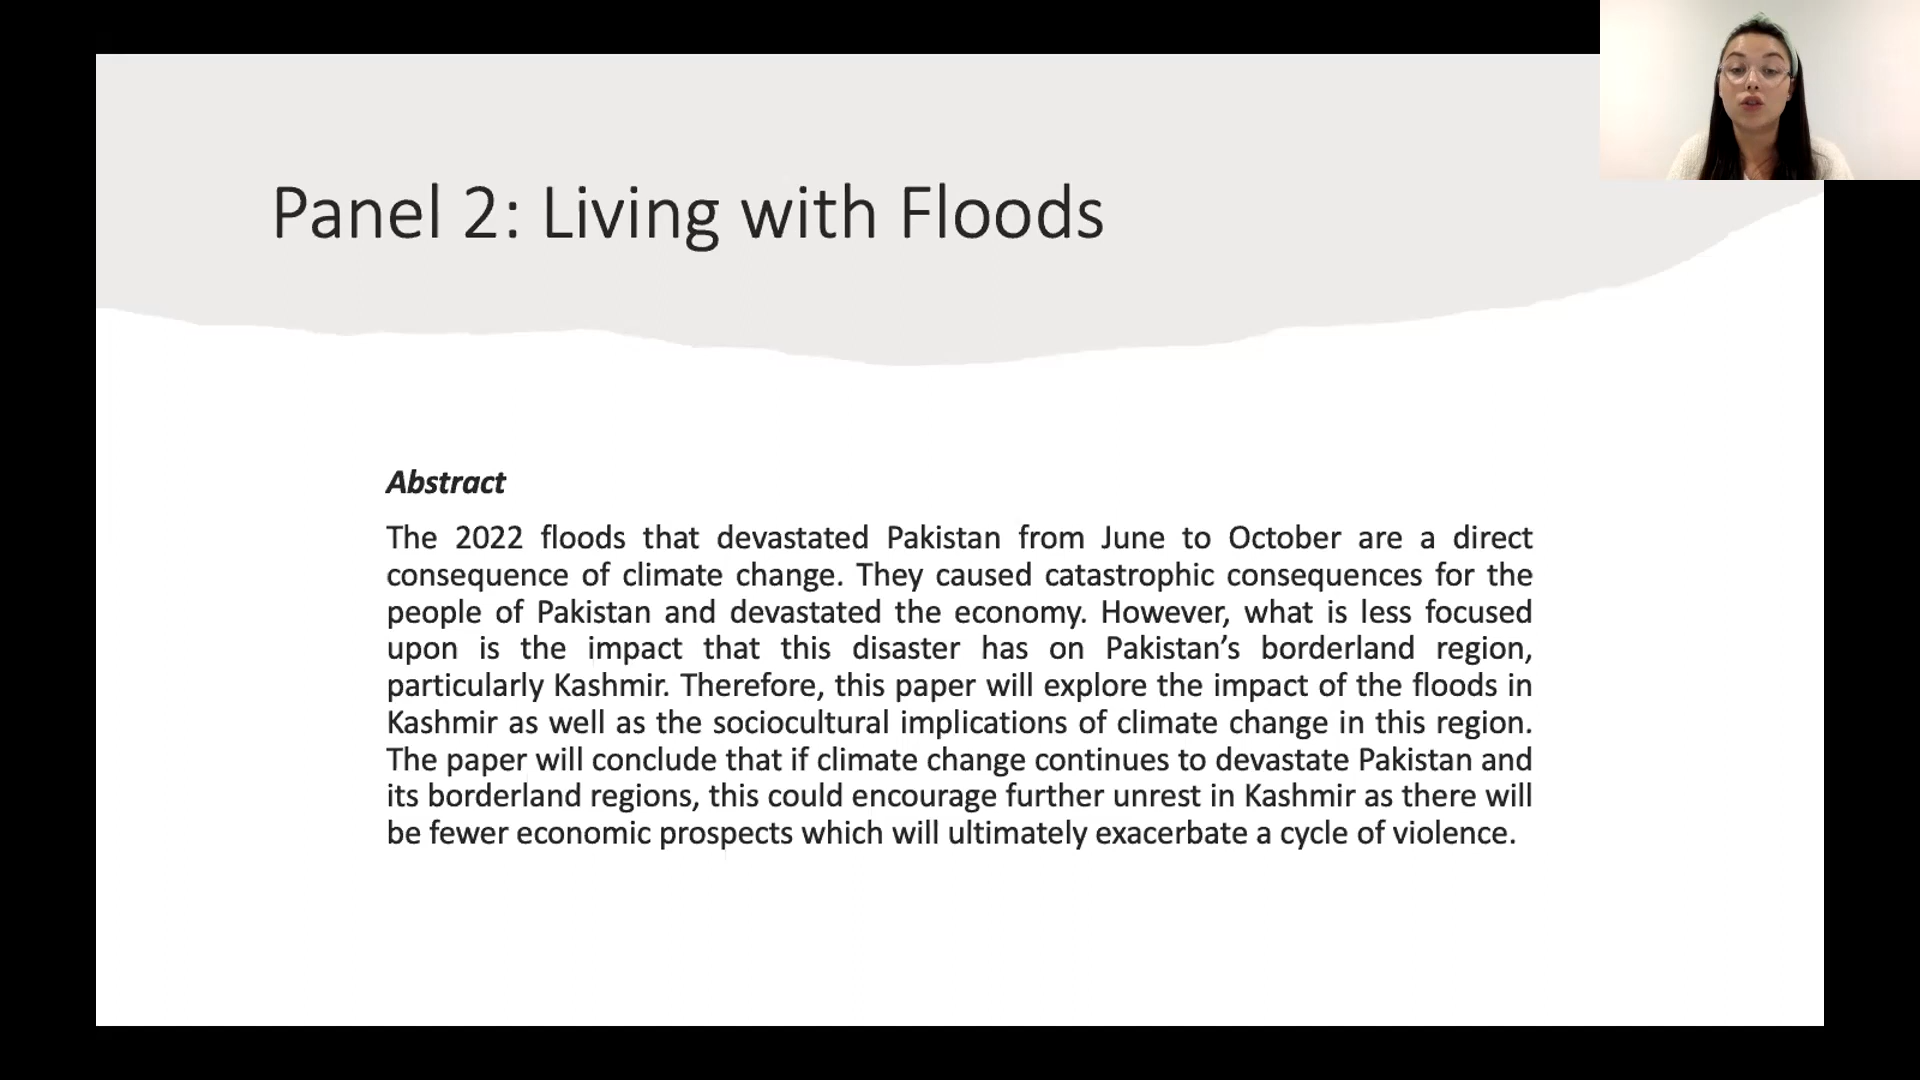 Panel 2: Living with Floods
Abstract
The 2022 floods that devastated Pakistan from June to October are a direct
consequence of climate change. They caused catastrophic consequences for the
people of Pakistan and devastated the economy. However, what is less focused
upon is the impact that this disaster has on Pakistan’s borderland region,
particularly Kashmir. Therefore, this paper will explore the impact of the floods in
Kashmir as well as the sociocultural implications of climate change in this region.
The paper will conclude that if climate change continues to devastate Pakistan and
its borderland regions, this could encourage further unrest in Kashmir as there will
be fewer economic prospects which will ultimately exacerbate a cycle of violence.